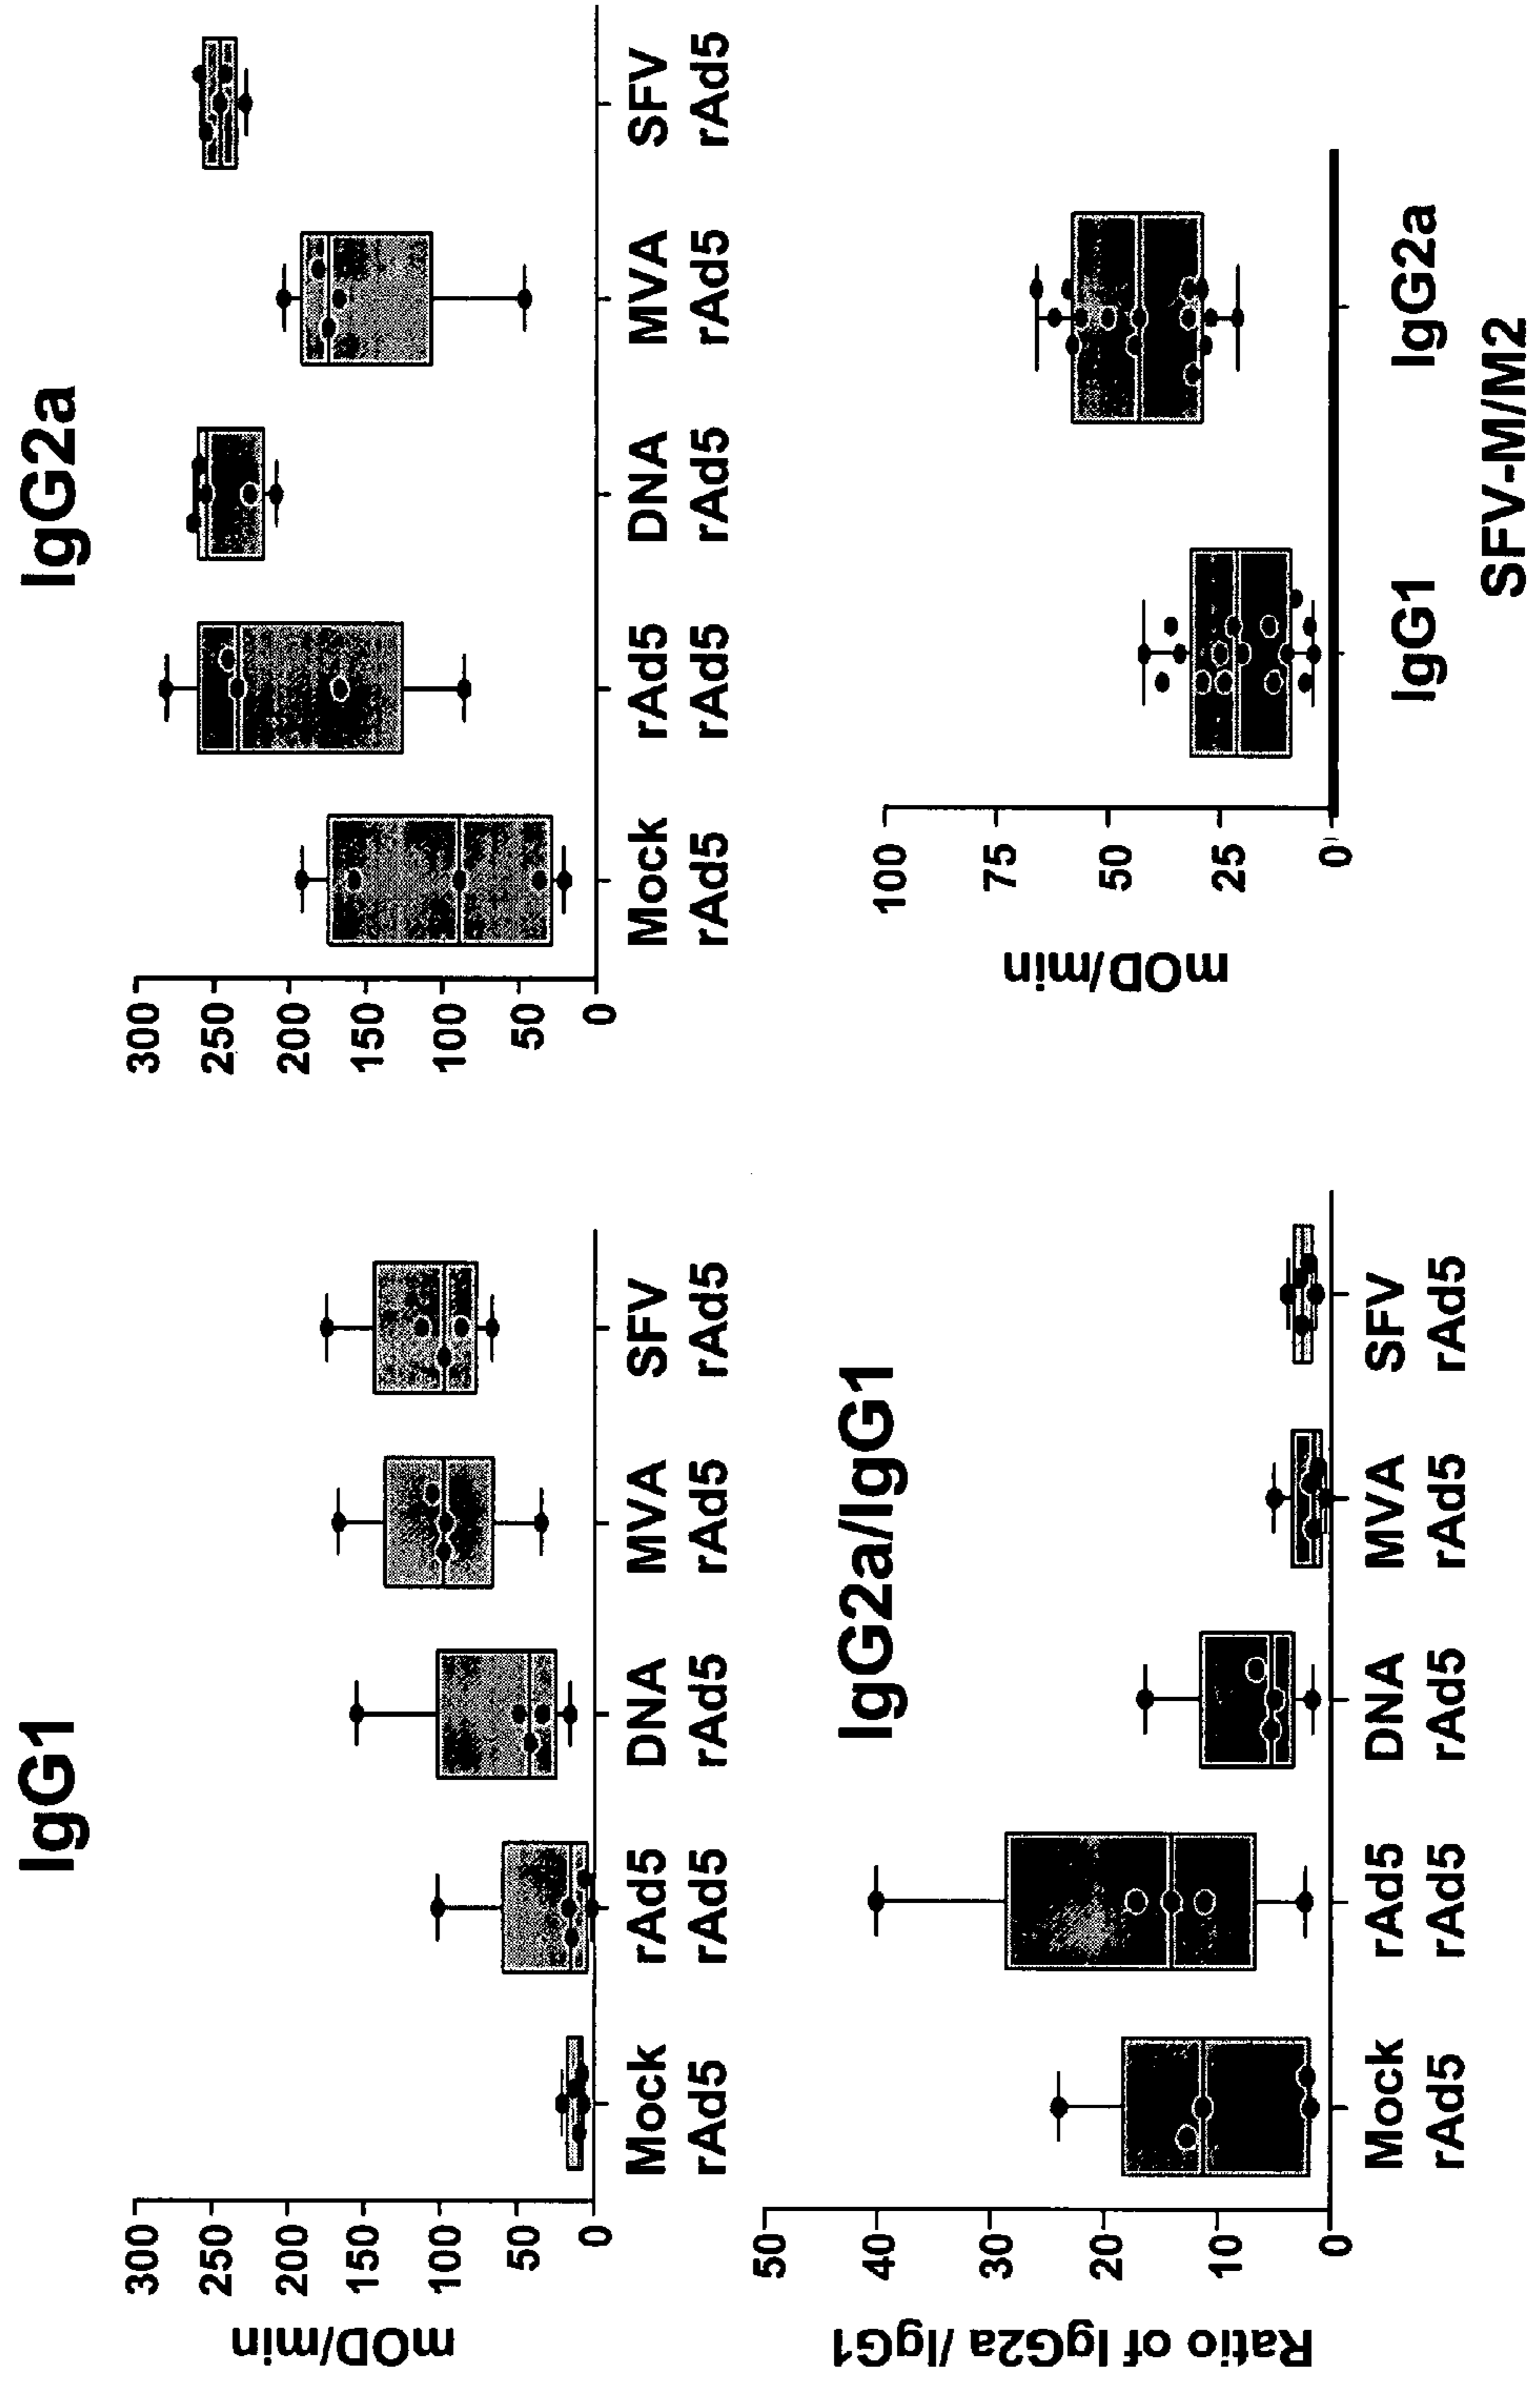 IgG1
mOD/min
300
250
200
150
100
50
0
Mock rAd5 DNA MVA SFV
rAd5 rAd5 rAd5 rAd5 rAd5
IgG2a
300
250
200
150
100
50
0
Mock rAd5 DNA MVA SFV
rAd5 rAd5 rAd5 rAd5 rAd5
IgG2a/IgG1
Ratio of IgG2a /IgG1
50
40
30
20
10
0
Mock rAd5 DNA MVA SFV
rAd5 rAd5 rAd5 rAd5 rAd5
mOD/min
100
75
50
25
0
IgG1 IgG2a
SFV-M/M2